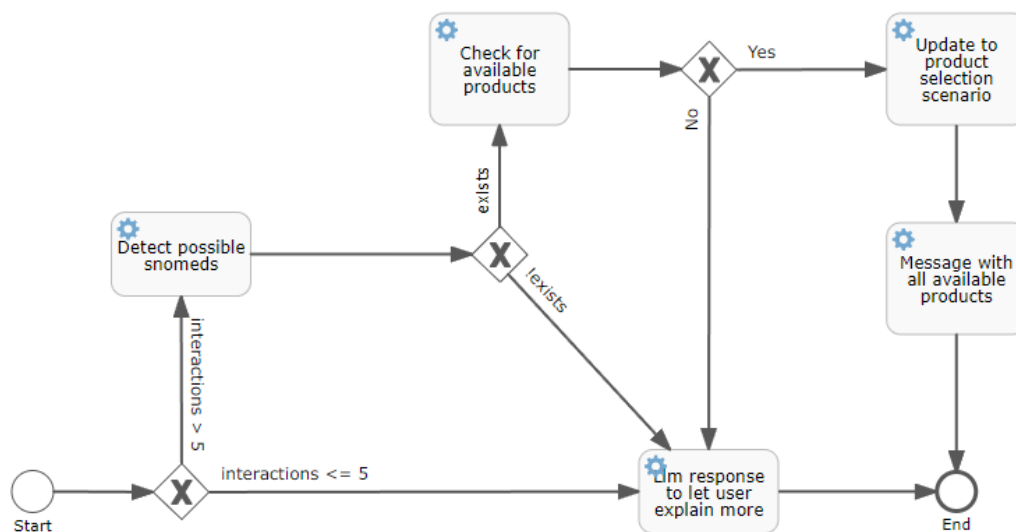 Check for
available
products
Yes
Update to
product
selection
scenario
No
exists
Detect possible
snomeds
!exists
Message with
all available
products
interactions > 5
interactions <= 5
Llm response
to let user
explain more
Start
End